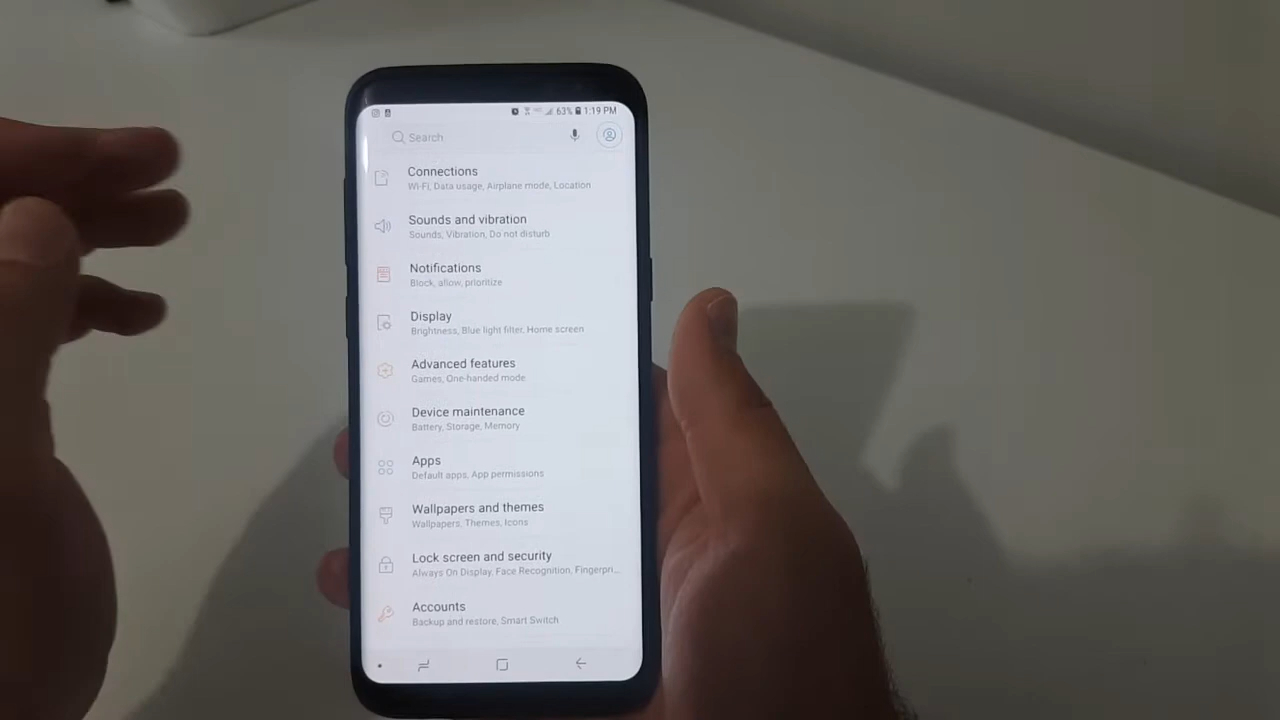 63% 1:19 PM
Search
Connections
Wi-Fi, Data usage, Airplane mode, Location
Sounds and vibration
Sounds, Vibration, Do not disturb
Notifications
Block, allow, prioritize
Display
Brightness, Blue light filter, Home screen
Advanced features
Games, One-handed mode
Device maintenance
Battery, Storage, Memory
Apps
Default apps, App permissions
Wallpapers and themes
Wallpapers, Themes, Icons
Lock screen and security
Always On Display, Face Recognition, Fingerpri...
Accounts
Backup and restore, Smart Switch